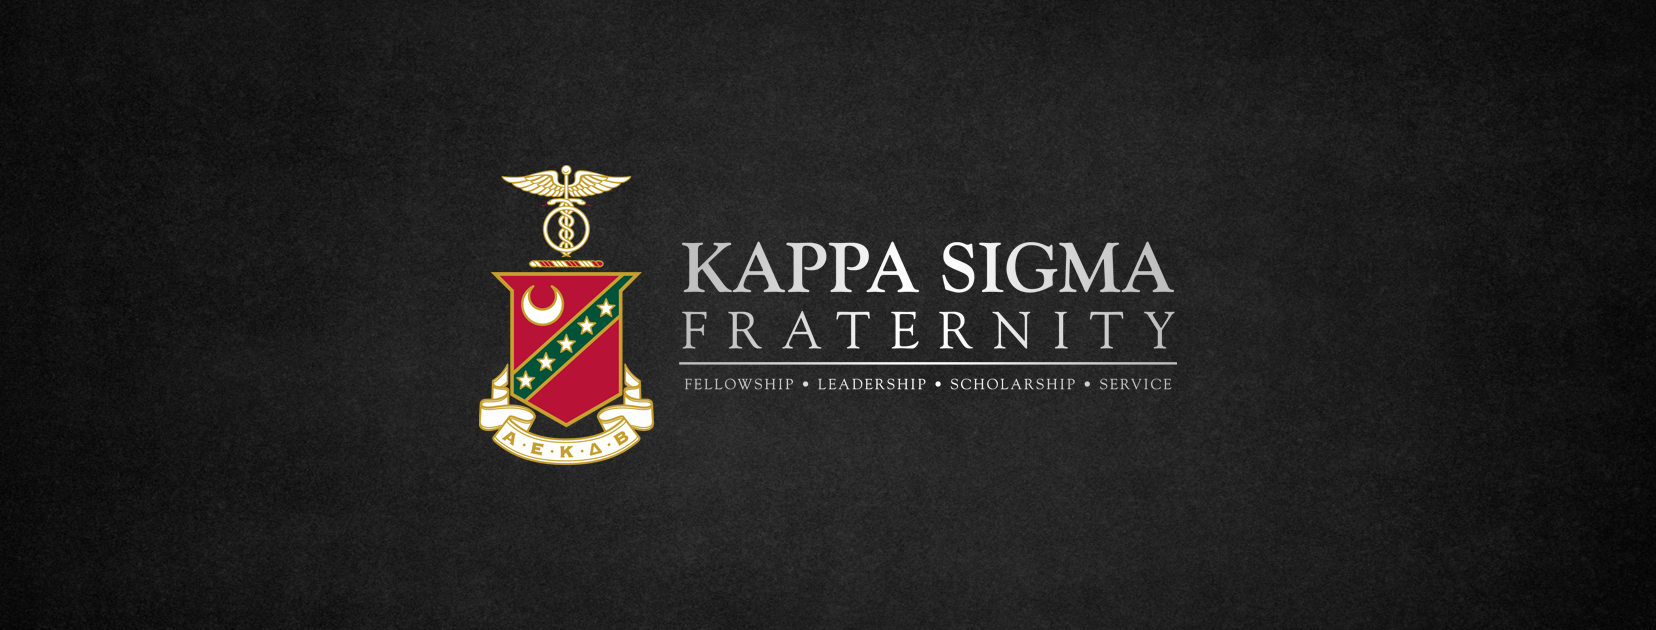 KAPPA SIGMA
FRATERNITY
FELLOWSHIP • LEADERSHIP • SCHOLARSHIP • SERVICE
Α · Ε · Κ · Δ · Β